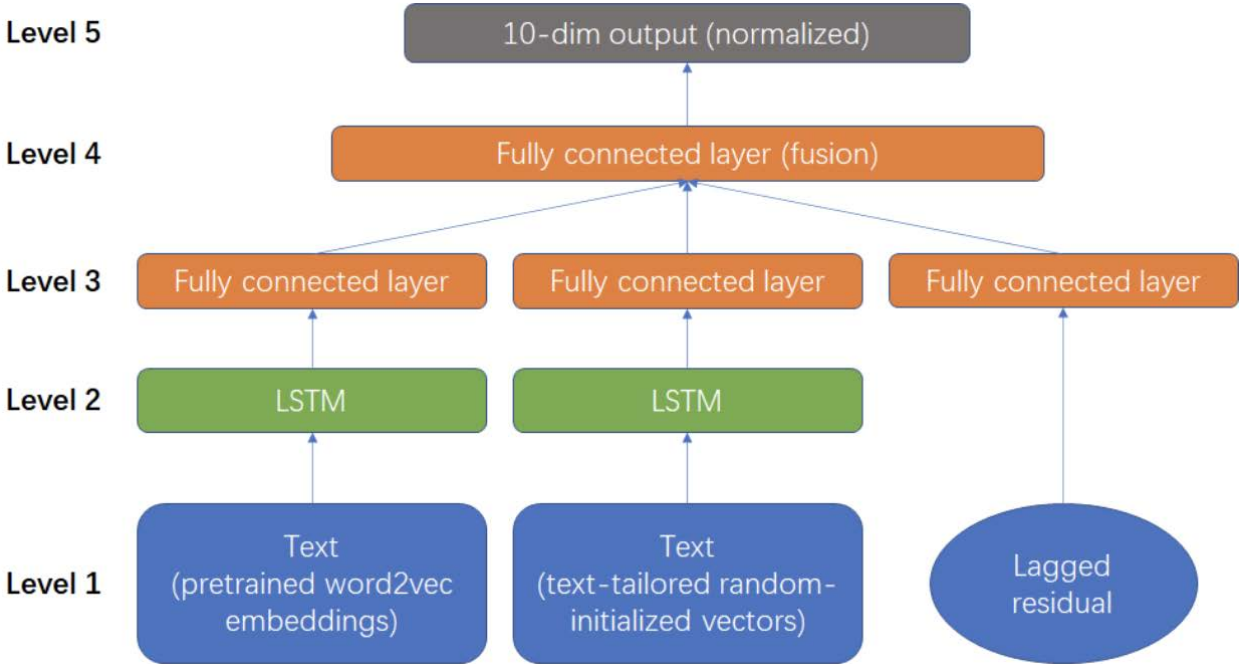 Level 5
10-dim output (normalized)
Level 4
Fully connected layer (fusion)
Level 3
Fully connected layer
Fully connected layer
Fully connected layer
Level 2
LSTM
LSTM
Level 1
Text
(pretrained word2vec
embeddings)
Text
(text-tailored random-
initialized vectors)
Lagged
residual